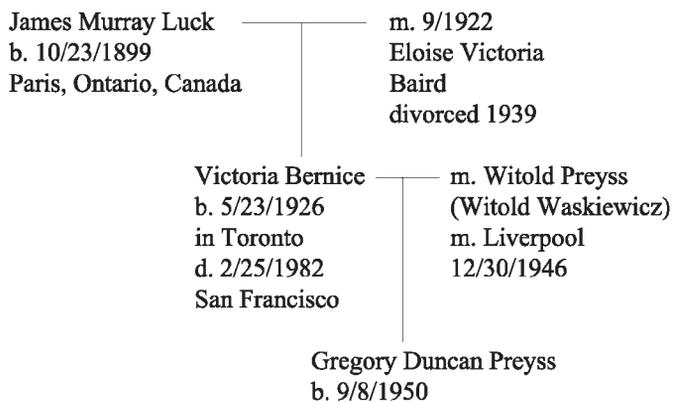 James Murray Luck
b. 10/23/1899
Paris, Ontario, Canada
m. 9/1922
Eloise Victoria
Baird
divorced 1939
Victoria Bernice
b. 5/23/1926
in Toronto
d. 2/25/1982
San Francisco
m. Witold Preyss
(Witold Waskiewicz)
m. Liverpool
12/30/1946
Gregory Duncan Preyss
b. 9/8/1950